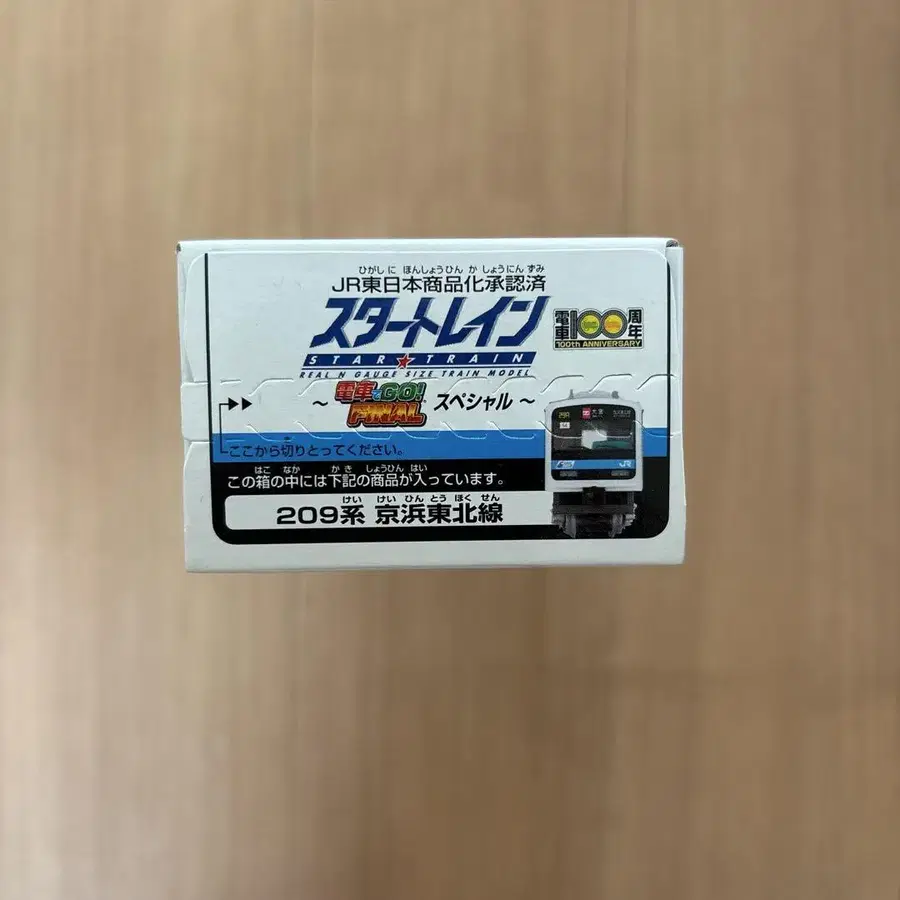 ひがしに ほんしょうひん か しょうにん ずみ
JR東日本商品化承認済
スタートレイン
STAR★TRAIN
REAL N GAUGE SIZE TRAIN MODEL
電車100周年
100th ANNIVERSARY
～電車でGO! FINAL スペシャル～
▶▶
ここから切りとってください。
はこ なか か き しょうひん はい
この箱の中には下記の商品が入っています。
けい けい ひん とう ほく せん
209系 京浜東北線
大宮
JR